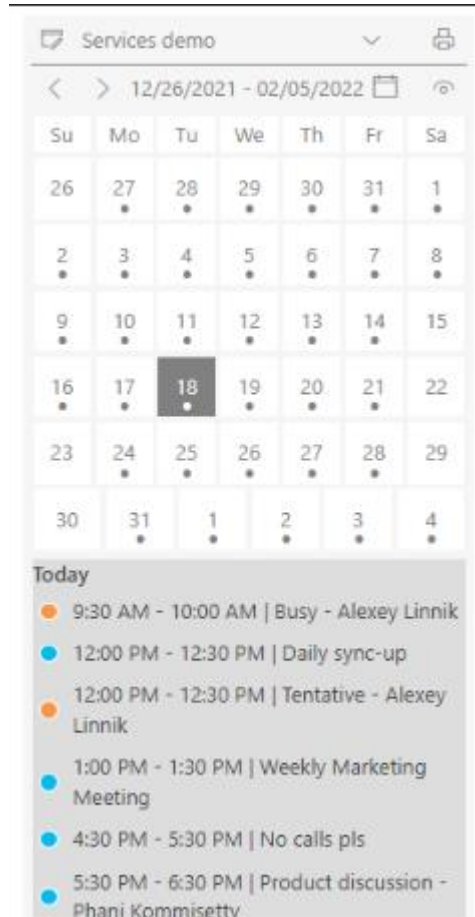 Services demo
12/26/2021 - 02/05/2022
Su Mo Tu We Th Fr Sa
26 27 28 29 30 31 1
2 3 4 5 6 7 8
9 10 11 12 13 14 15
16 17 18 19 20 21 22
23 24 25 26 27 28 29
30 31 1 2 3 4
Today
9:30 AM - 10:00 AM | Busy - Alexey Linnik
12:00 PM - 12:30 PM | Daily sync-up
12:00 PM - 12:30 PM | Tentative - Alexey
Linnik
1:00 PM - 1:30 PM | Weekly Marketing
Meeting
4:30 PM - 5:30 PM | No calls pls
5:30 PM - 6:30 PM | Product discussion -
Phani Kommisetty